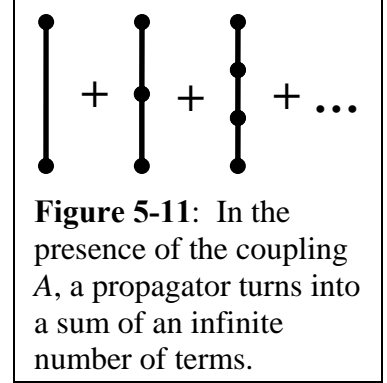 + + + ...
Figure 5-11: In the
presence of the coupling
A, a propagator turns into
a sum of an infinite
number of terms.